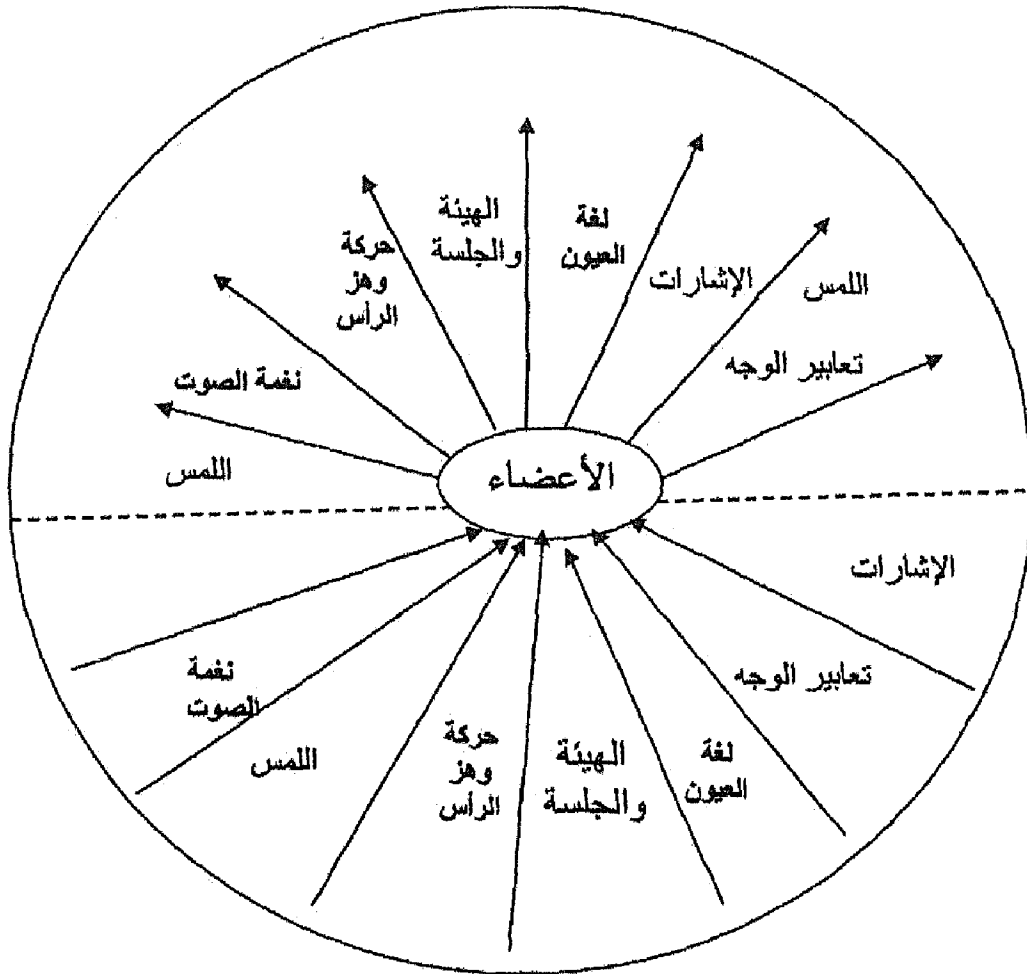 لغة
العيون
الهيئة
والجلسة
حركة
وهز
الرأس
الإشارات
اللمس
تعابير الوجه
نغمة الصوت
اللمس
الأعضاء
الإشارات
تعابير الوجه
لغة
العيون
الهيئة
والجلسة
حركة
وهز
الرأس
اللمس
نغمة
الصوت